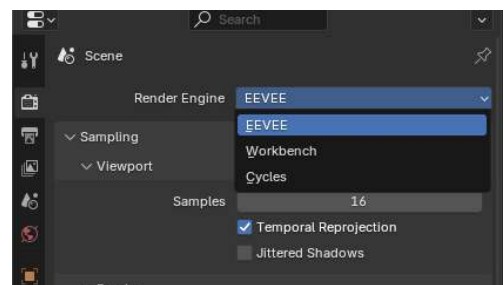 Search
Scene
Render Engine EEVEE
EEVEE
Sampling
Workbench
Viewport
Cycles
Samples 16
Temporal Reprojection
Jittered Shadows